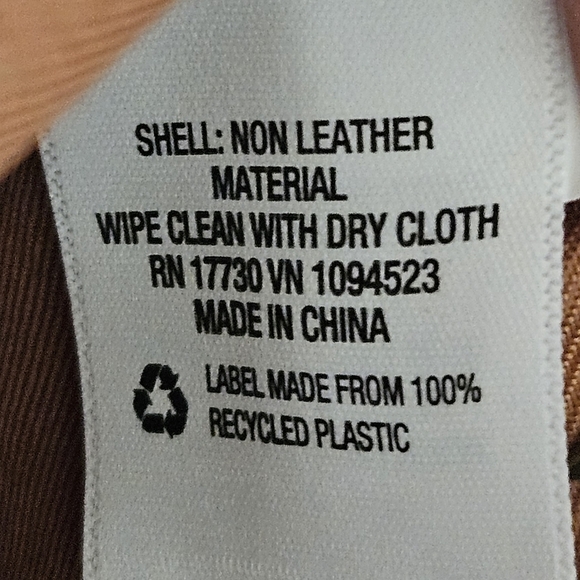 SHELL: NON LEATHER
MATERIAL
WIPE CLEAN WITH DRY CLOTH
RN 17730 VN 1094523
MADE IN CHINA
LABEL MADE FROM 100%
RECYCLED PLASTIC